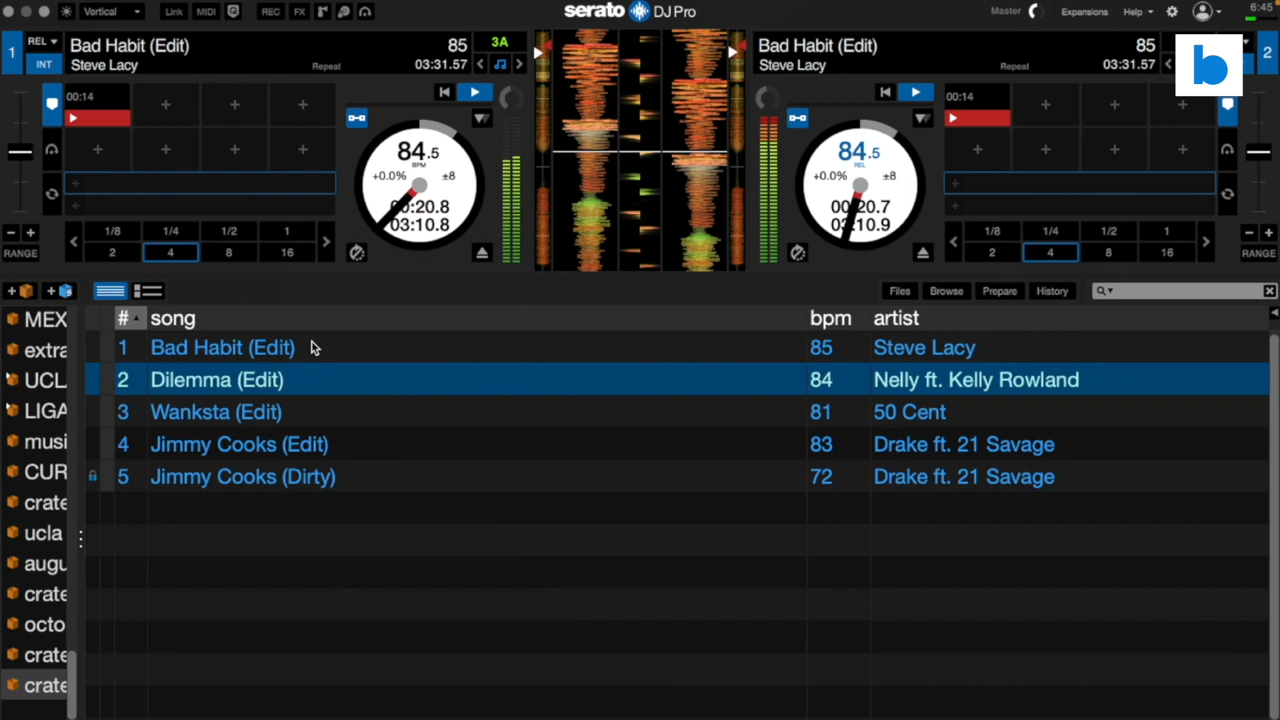 Vertical Link MIDI REC FX serato DJ Pro Master Expansions Help 6:45
1 REL Bad Habit (Edit) 85 3A
INT Steve Lacy Repeat 03:31.57
Bad Habit (Edit) 85 2
Steve Lacy Repeat 03:31.57
b
00:14
84.5
BPM
+0.0% ±8
00:20.8
03:10.8
1/8 1/4 1/2 1
2 4 8 16
RANGE
00:14
84.5
REL
+0.0% ±8
00:20.7
03:10.9
1/8 1/4 1/2 1
2 4 8 16
RANGE
Files Browse Prepare History
# song bpm artist
1 Bad Habit (Edit) 85 Steve Lacy
2 Dilemma (Edit) 84 Nelly ft. Kelly Rowland
3 Wanksta (Edit) 81 50 Cent
4 Jimmy Cooks (Edit) 83 Drake ft. 21 Savage
5 Jimmy Cooks (Dirty) 72 Drake ft. 21 Savage
MEX
extra
UCL
LIGA
musi
CUR
crate
ucla
augu
crate
octo
crate
crate